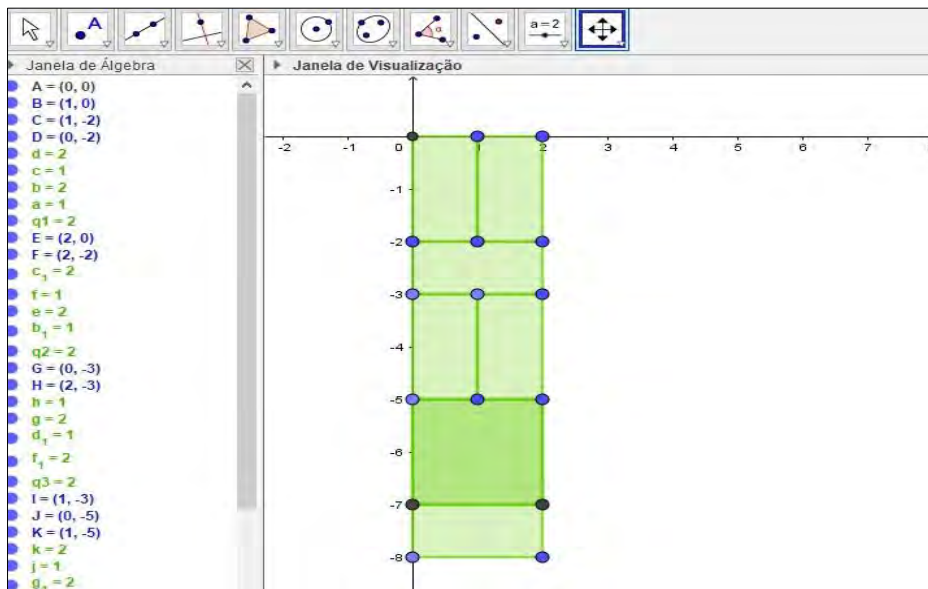 A
α
a = 2
Janela de Álgebra
Janela de Visualização
A = (0, 0)
B = (1, 0)
C = (1, -2)
D = (0, -2)
d = 2
c = 1
b = 2
a = 1
q1 = 2
E = (2, 0)
F = (2, -2)
c₁ = 2
f = 1
e = 2
b₁ = 1
q2 = 2
G = (0, -3)
H = (2, -3)
h = 1
g = 2
d₁ = 1
f₁ = 2
q3 = 2
I = (1, -3)
J = (0, -5)
K = (1, -5)
k = 2
j = 1
-2 -1 0 1 2 3 4 5 6 7 8
-1
-2
-3
-4
-5
-6
-7
-8